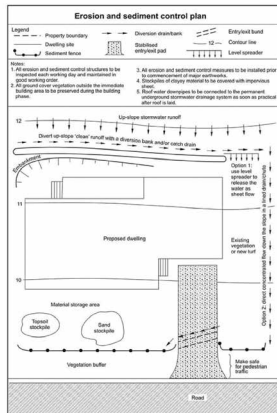 Erosion and sediment control plan
Legend
Property boundary
Dwelling site
Sediment fence
Diversion drain/bank
Stabilised
entry/exit pad
Entry/exit bund
12 Contour line
Level spreader
Notes:
1. All erosion and sediment control structures to be
inspected each working day and maintained in
good working order.
2. All ground cover vegetation outside the immediate
building area to be preserved during the building
phase.
3. All erosion and sediment control measures to be installed prior
to commencement of major earthworks.
4. Stockpiles of clayey material to be covered with impervious
sheet.
5. Roof water downpipes to be connected to the permanent
underground stormwater drainage system as soon as practical
after roof is laid.
12
Up-slope stormwater runoff
Divert up-slope 'clean' runoff with a diversion bank and/or catch drain
Embankment
Option 1:
use level
spreader to
release the
water as
sheet flow
11
Proposed dwelling
Existing
vegetation
or new turf
Option 2: direct concentrated flow down the slope in a lined drain/chute
10
Material storage area
Topsoil
stockpile
Sand
stockpile
Vegetation buffer
Make safe
for pedestrian
traffic
Road